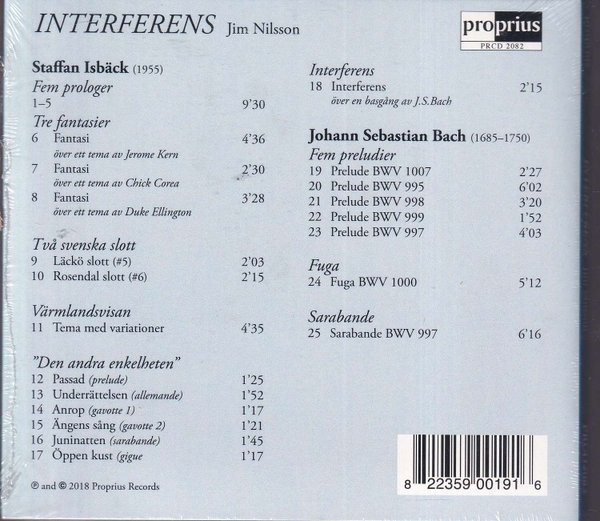 INTERFERENS Jim Nilsson
proprius
PRCD 2082
Staffan Isbäck (1955)
Fem prologer
1–5 9'30
Tre fantasier
6 Fantasi 4'36
över ett tema av Jerome Kern
7 Fantasi 2'30
över ett tema av Chick Corea
8 Fantasi 3'28
över ett tema av Duke Ellington
Två svenska slott
9 Läckö slott (#5) 2'03
10 Rosendal slott (#6) 2'15
Värmlandsvisan
11 Tema med variationer 4'35
"Den andra enkelheten"
12 Passad (prelude) 1'25
13 Underrättelsen (allemande) 1'52
14 Anrop (gavotte 1) 1'17
15 Ängens sång (gavotte 2) 1'21
16 Juninatten (sarabande) 1'45
17 Öppen kust (gigue 1'17
℗ and © 2018 Proprius Records
Interferens
18 Interferens 2'15
över en basgång av J.S.Bach
Johann Sebastian Bach (1685–1750)
Fem preludier
19 Prelude BWV 1007 2'27
20 Prelude BWV 995 6'02
21 Prelude BWV 998 3'20
22 Prelude BWV 999 1'52
23 Prelude BWV 997 4'03
Fuga
24 Fuga BWV 1000 5'12
Sarabande
25 Sarabande BWV 997 6'16
8 22359 00191 6